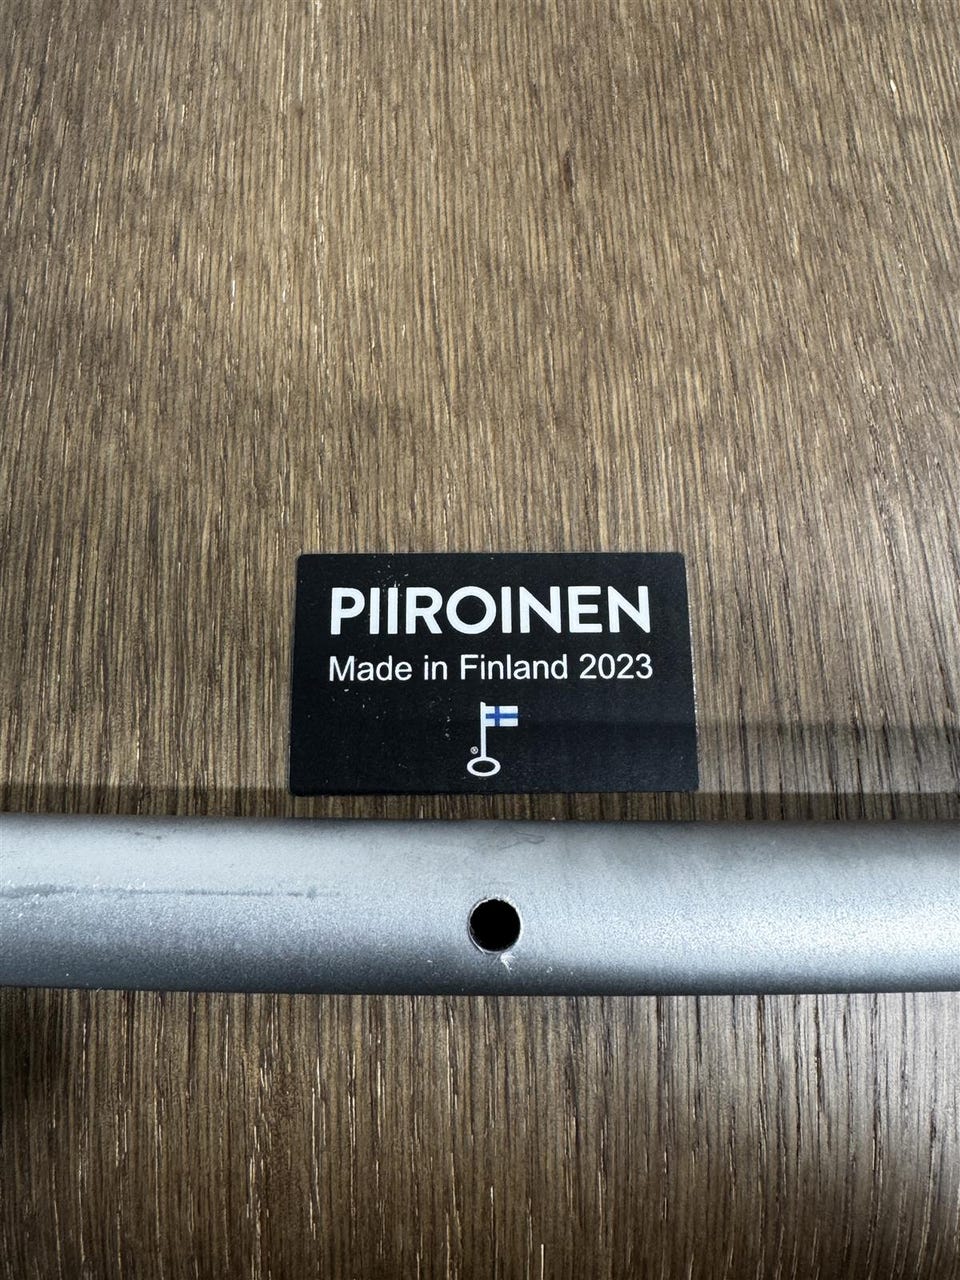 PIIROINEN
Made in Finland 2023
®